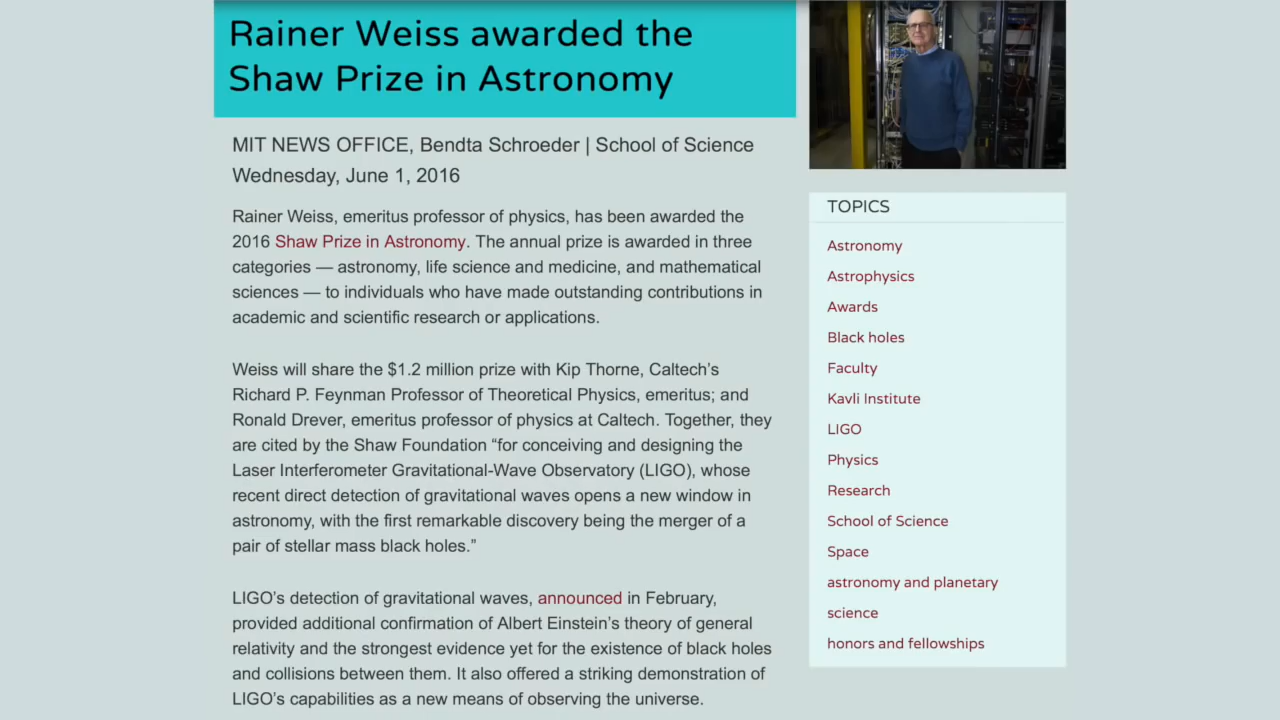 Rainer Weiss awarded the
Shaw Prize in Astronomy
MIT NEWS OFFICE, Bendta Schroeder | School of Science
Wednesday, June 1, 2016
Rainer Weiss, emeritus professor of physics, has been awarded the
2016 Shaw Prize in Astronomy. The annual prize is awarded in three
categories — astronomy, life science and medicine, and mathematical
sciences — to individuals who have made outstanding contributions in
academic and scientific research or applications.
Weiss will share the $1.2 million prize with Kip Thorne, Caltech’s
Richard P. Feynman Professor of Theoretical Physics, emeritus; and
Ronald Drever, emeritus professor of physics at Caltech. Together, they
are cited by the Shaw Foundation “for conceiving and designing the
Laser Interferometer Gravitational-Wave Observatory (LIGO), whose
recent direct detection of gravitational waves opens a new window in
astronomy, with the first remarkable discovery being the merger of a
pair of stellar mass black holes.”
LIGO’s detection of gravitational waves, announced in February,
provided additional confirmation of Albert Einstein’s theory of general
relativity and the strongest evidence yet for the existence of black holes
and collisions between them. It also offered a striking demonstration of
LIGO’s capabilities as a new means of observing the universe.
TOPICS
Astronomy
Astrophysics
Awards
Black holes
Faculty
Kavli Institute
LIGO
Physics
Research
School of Science
Space
astronomy and planetary
science
honors and fellowships